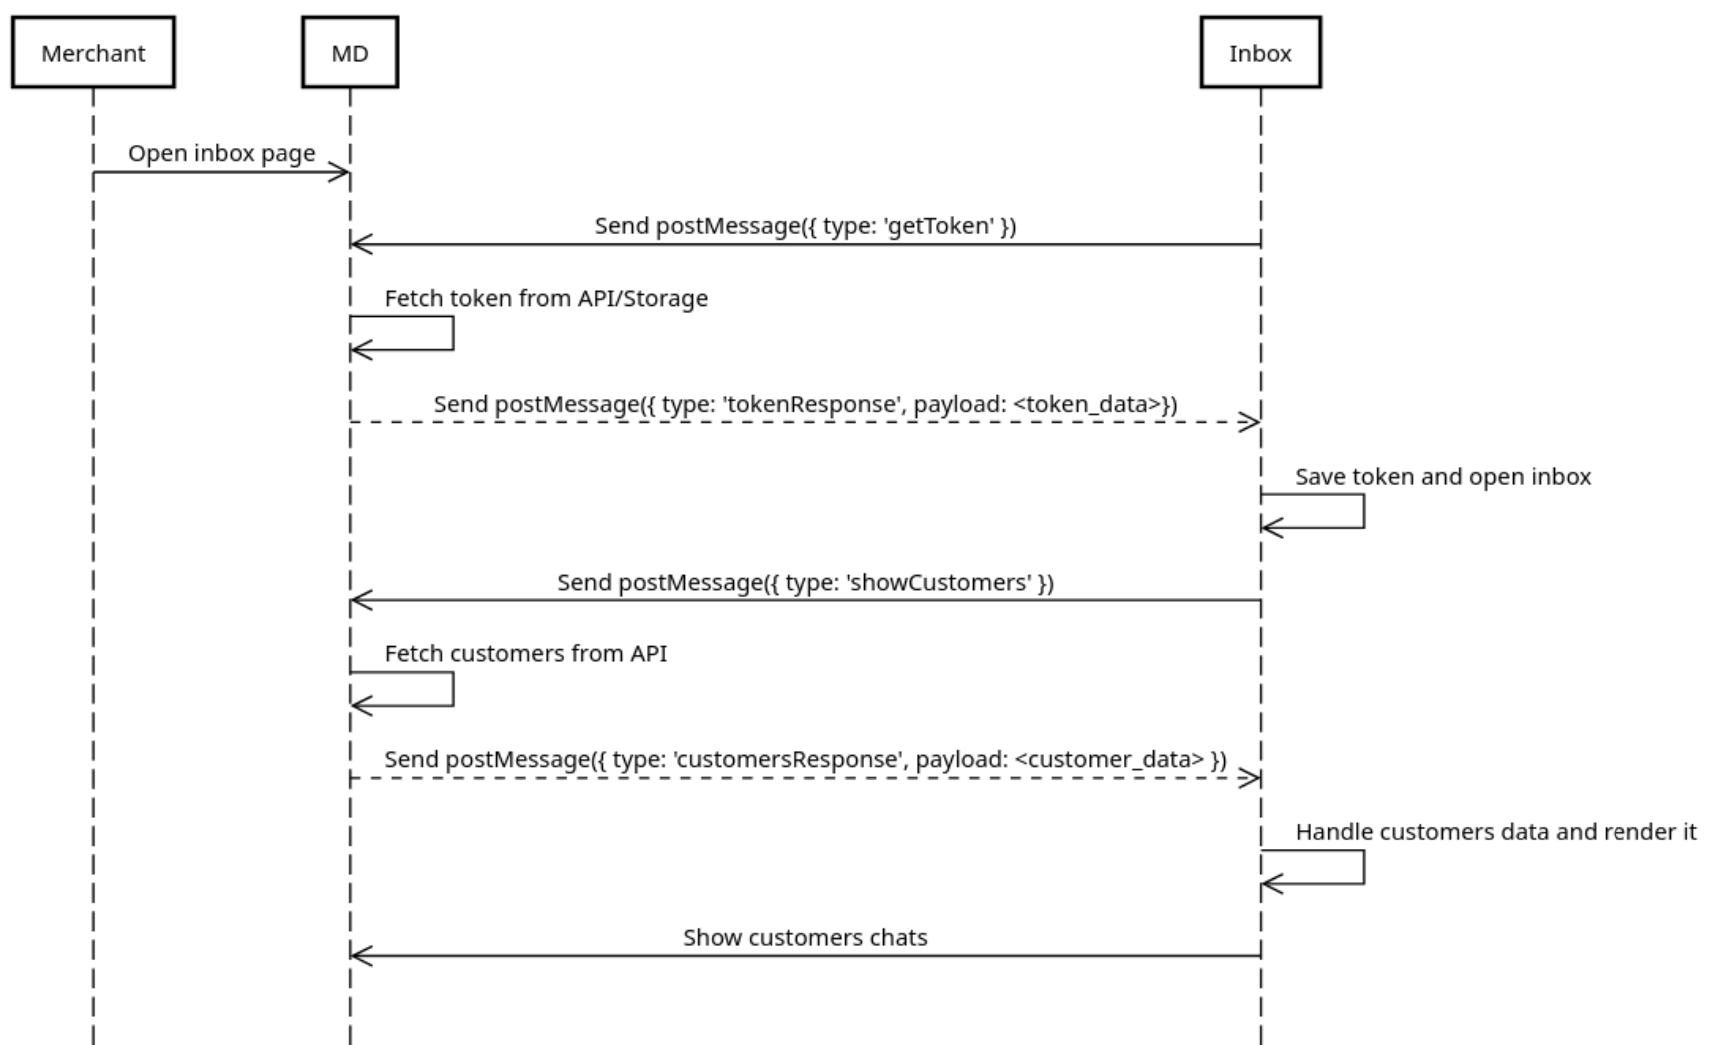 Merchant
MD
Inbox
Open inbox page
Send postMessage({ type: 'getToken' })
Fetch token from API/Storage
Send postMessage({ type: 'tokenResponse', payload: <token_data>})
Save token and open inbox
Send postMessage({ type: 'showCustomers' })
Fetch customers from API
Send postMessage({ type: 'customersResponse', payload: <customer_data> })
Handle customers data and render it
Show customers chats